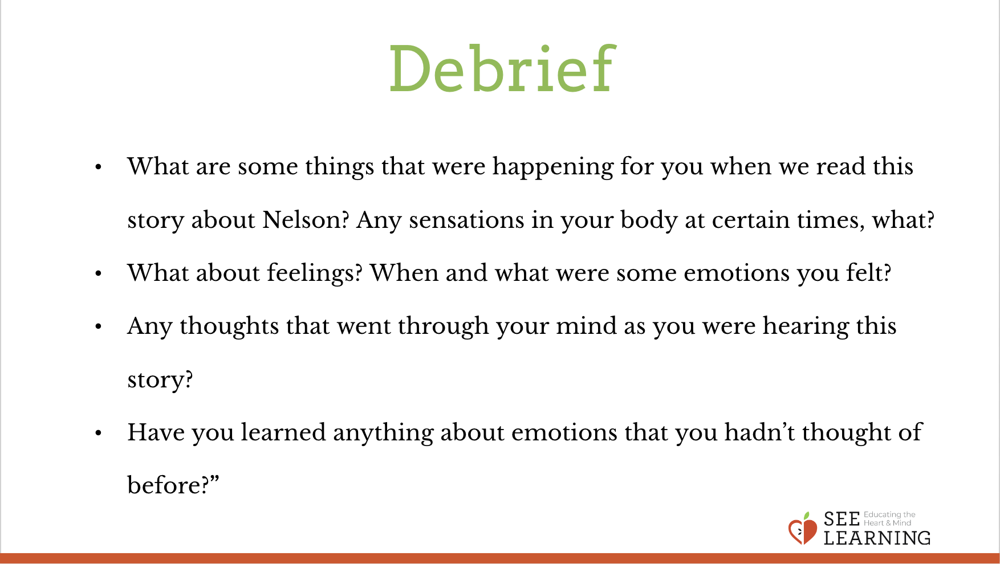 Debrief
• What are some things that were happening for you when we read this
story about Nelson? Any sensations in your body at certain times, what?
• What about feelings? When and what were some emotions you felt?
• Any thoughts that went through your mind as you were hearing this
story?
• Have you learned anything about emotions that you hadn’t thought of
before?”
SEE Educating the
Heart & Mind
LEARNING